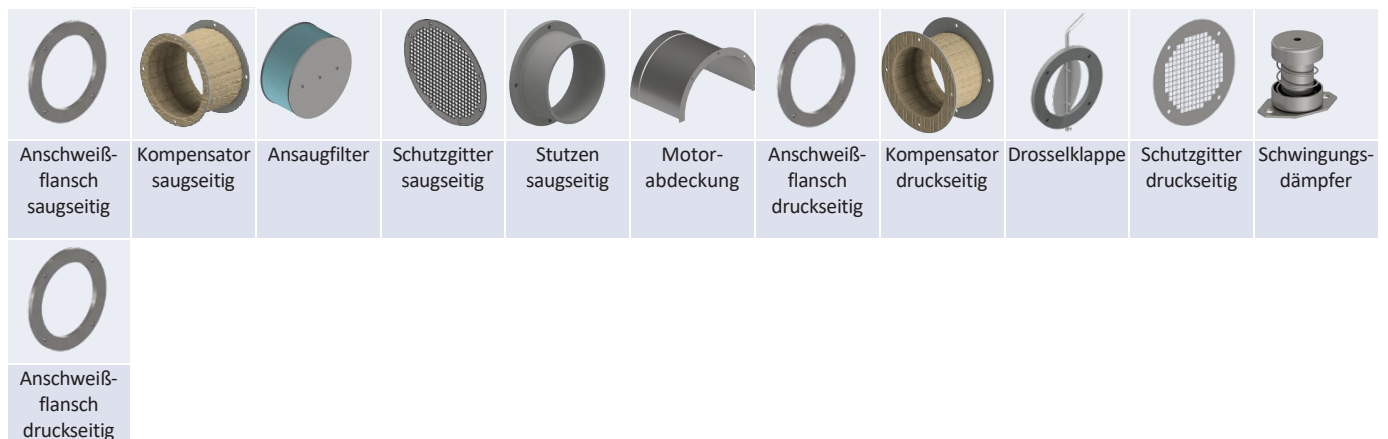 Anschweiß-
flansch
saugseitig
Kompensator
saugseitig
Ansaugfilter
Schutzgitter
saugseitig
Stutzen
saugseitig
Motor-
abdeckung
Anschweiß-
flansch
druckseitig
Kompensator
druckseitig
Drosselklappe
Schutzgitter
druckseitig
Schwingungs-
dämpfer
Anschweiß-
flansch
druckseitig